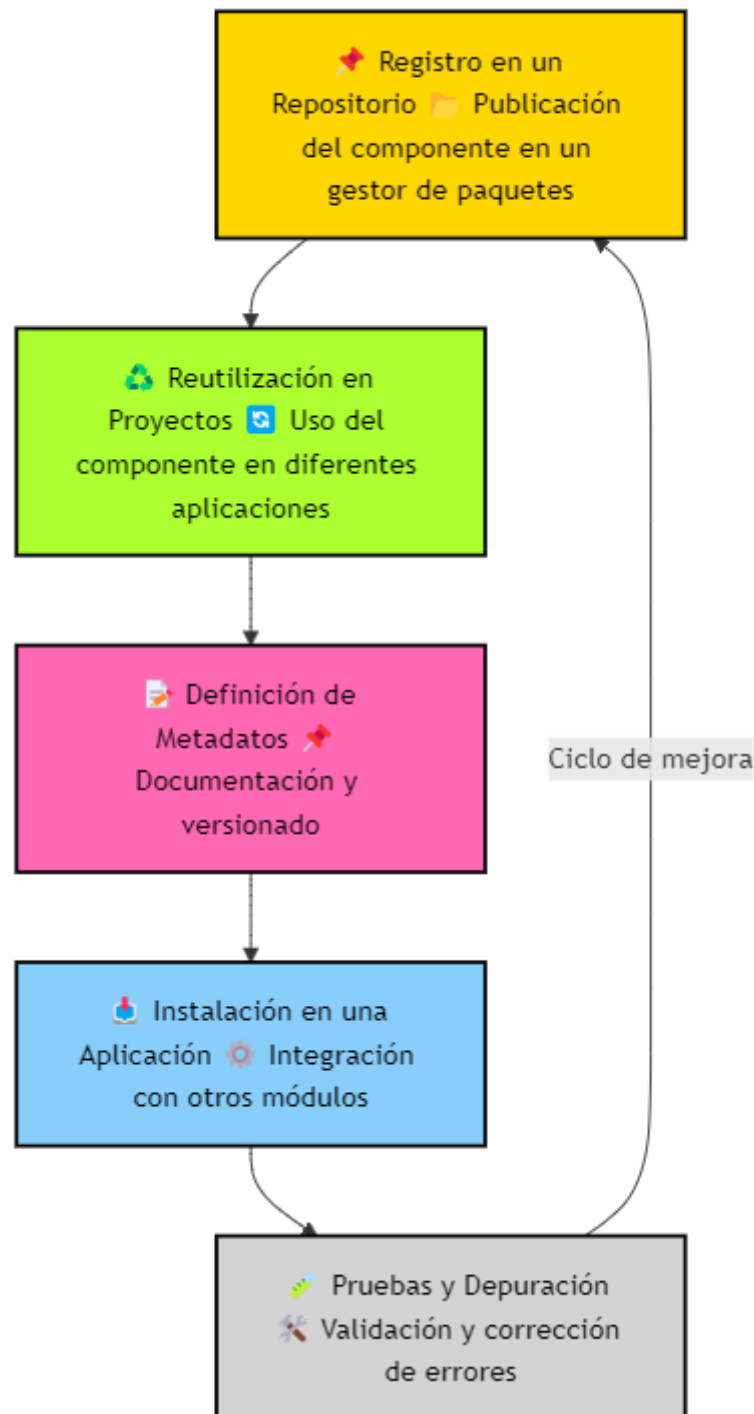 📌 Registro en un
Repositorio 📂 Publicación
del componente en un
gestor de paquetes
♻️ Reutilización en
Proyectos 🔄 Uso del
componente en diferentes
aplicaciones
📝 Definición de
Metadatos 📌
Documentación y
versionado
Ciclo de mejora
📥 Instalación en una
Aplicación ⚙️ Integración
con otros módulos
🧪 Pruebas y Depuración
🛠️ Validación y corrección
de errores